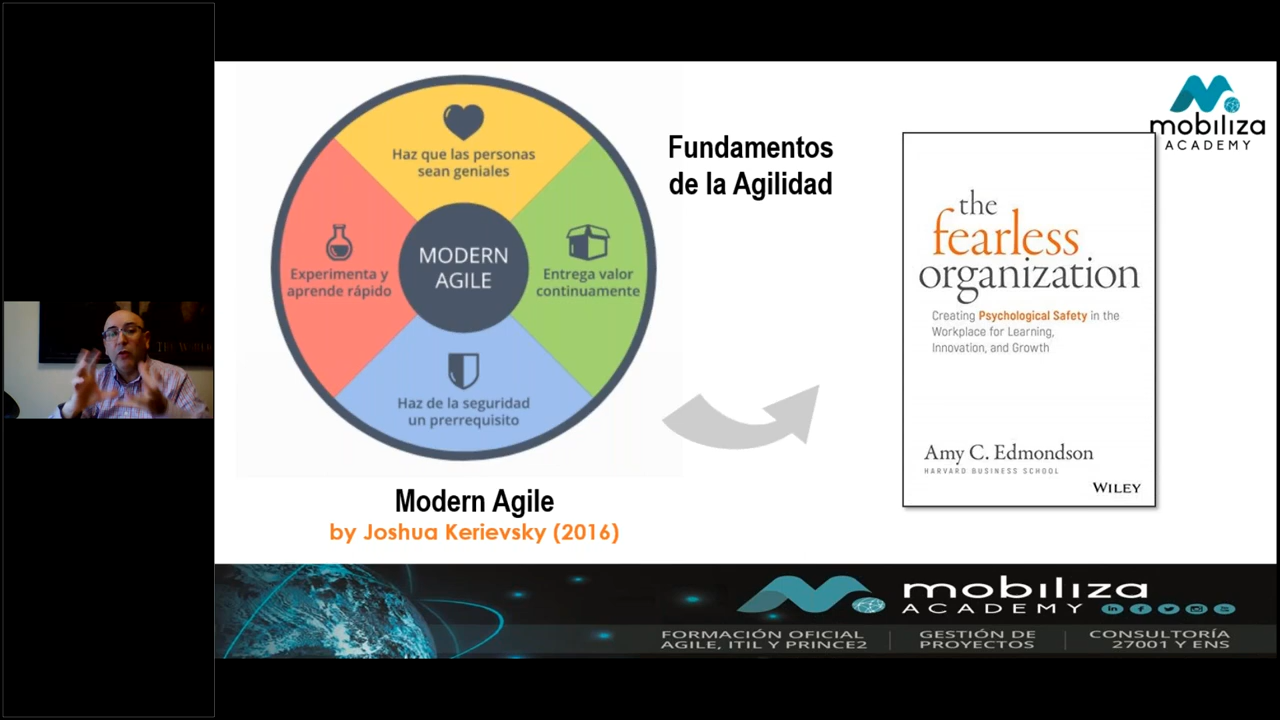 Haz que las personas
sean geniales
Experimenta y
aprende rápido
MODERN
AGILE
Entrega valor
continuamente
Haz de la seguridad
un prerrequisito
Modern Agile
by Joshua Kerievsky (2016)
Fundamentos
de la Agilidad
mobiliza
ACADEMY
the
fearless
organization
Creating Psychological Safety in the
Workplace for Learning,
Innovation, and Growth
Amy C. Edmondson
HARVARD BUSINESS SCHOOL
WILEY
mobiliza
ACADEMY
FORMACIÓN OFICIAL
AGILE, ITIL Y PRINCE2
GESTIÓN DE
PROYECTOS
CONSULTORÍA
27001 Y ENS